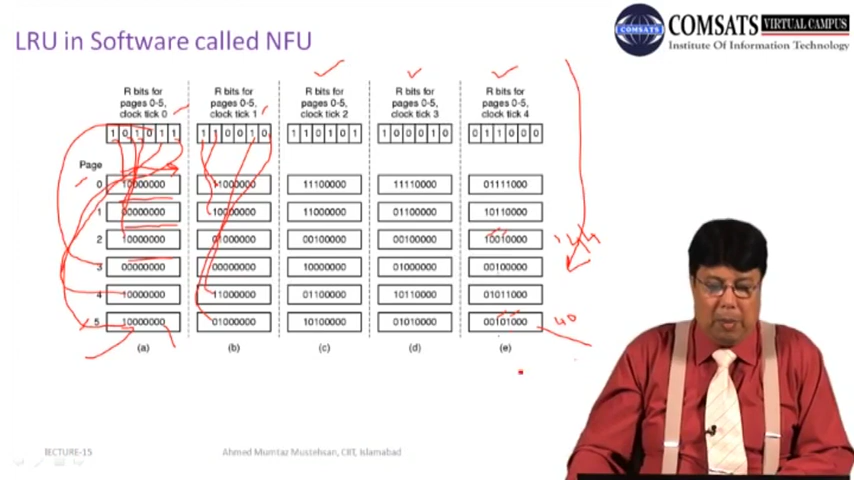 LRU in Software called NFU
COMSATS
COMSATS VIRTUAL CAMPUS
Institute Of Information Technology
R bits for pages 0-5, clock tick 0
R bits for pages 0-5, clock tick 1
R bits for pages 0-5, clock tick 2
R bits for pages 0-5, clock tick 3
R bits for pages 0-5, clock tick 4
1 0 1 0 1 1
1 1 0 0 1 0
1 1 0 1 0 1
1 0 0 0 1 0
0 1 1 0 0 0
Page
0 10000000 11000000 11100000 11110000 01111000
1 00000000 10000000 11000000 01100000 10110000
2 10000000 01000000 00100000 00100000 10010000
3 00000000 00000000 10000000 01000000 00100000
4 10000000 11000000 01100000 10110000 01011000
5 10000000 01000000 10100000 01010000 00101000
40
(a) (b) (c) (d) (e)
lECTURE-15
Ahmed Mumtaz Mustehsan, CIIT, Islamabad